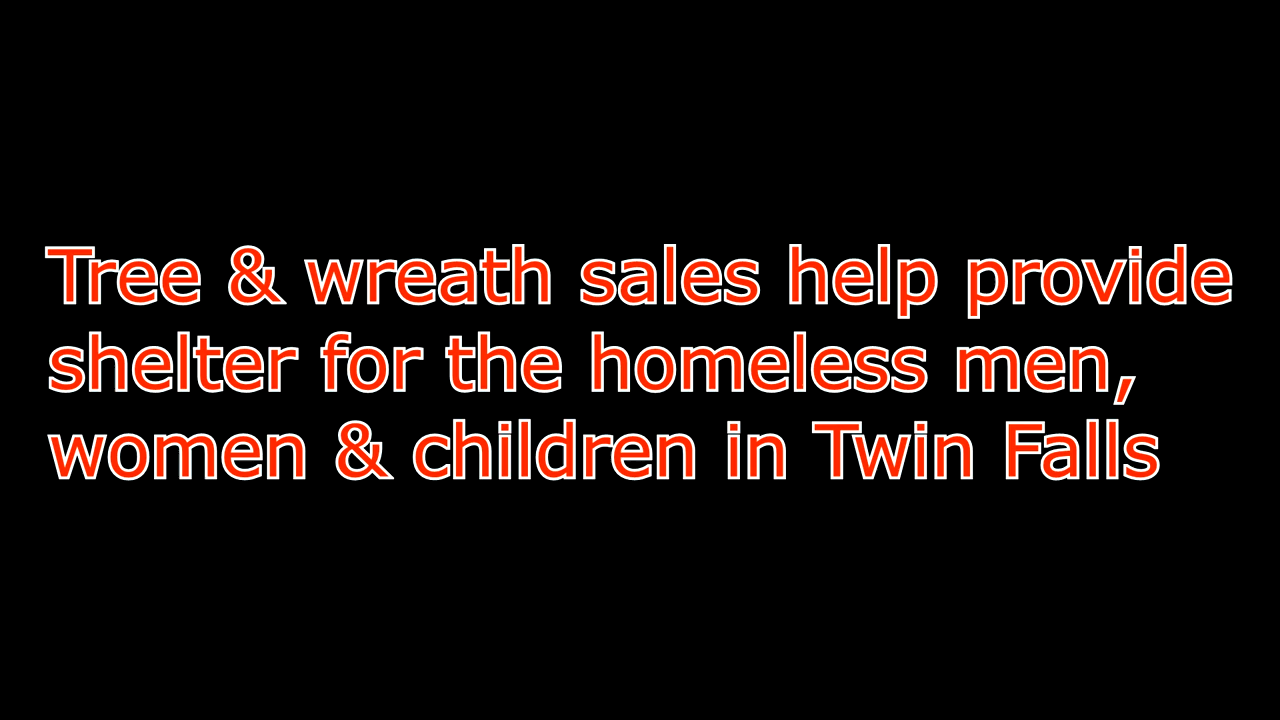 Tree & wreath sales help provide
shelter for the homeless men,
women & children in Twin Falls